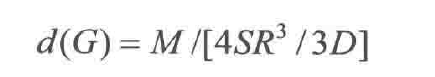 d(G) = M /[4SR³ /3D]